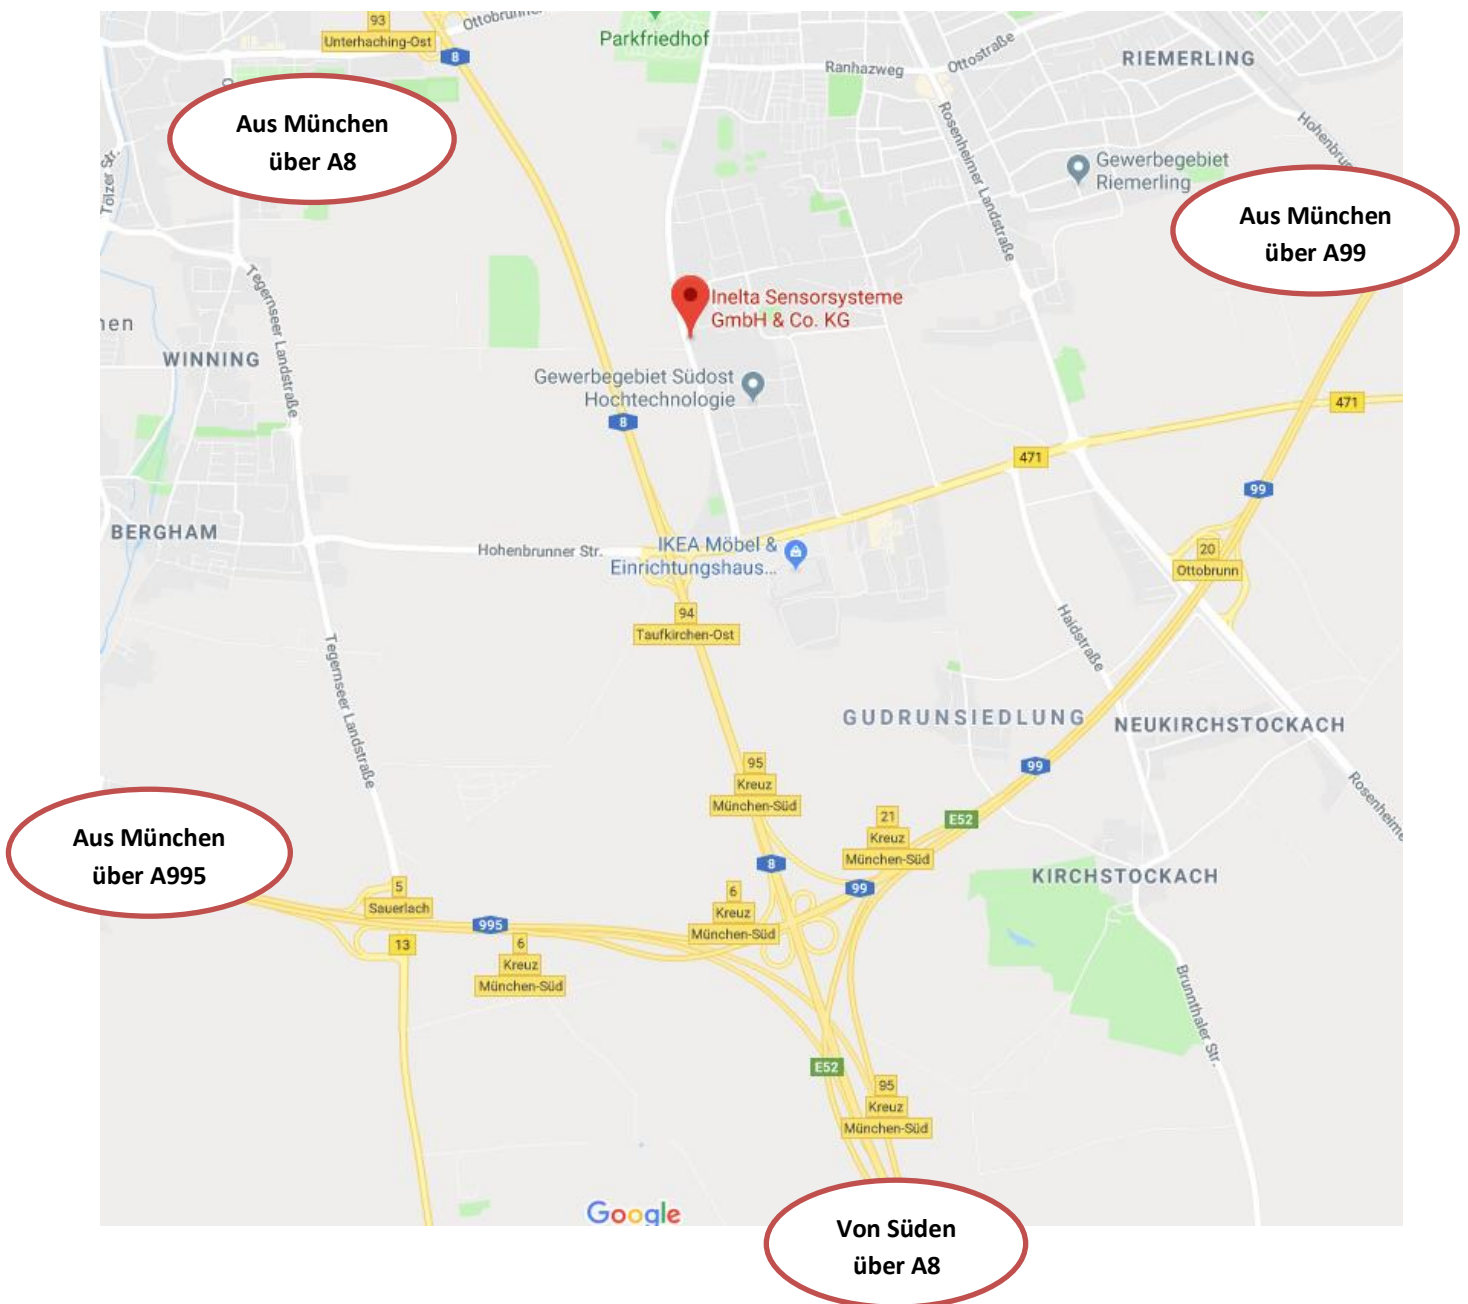 93
Unterhaching-Ost
Ottobrunn
8
Parkfriedhof
Ranhazweg
Ottostraße
RIEMERLING
Aus München
über A8
Tölzer Str.
Rosenheimer Landstraße
Hohenbrunn
Gewerbegebiet
Riemerling
Aus München
über A99
Tegernseer Landstraße
Inelta Sensorsysteme
GmbH & Co. KG
WINNING
Gewerbegebiet Südost
Hochtechnologie
8
471
471
99
BERGHAM
Hohenbrunner Str.
IKEA Möbel &
Einrichtungshaus...
20
Ottobrunn
94
Taufkirchen-Ost
Haidstraße
Tegernseer Landstraße
GUDRUNSIEDLUNG
NEUKIRCHSTOCKACH
95
Kreuz
München-Süd
99
Rosenheime
21
Kreuz
München-Süd
E52
Aus München
über A995
8
99
KIRCHSTOCKACH
5
Sauerlach
6
Kreuz
München-Süd
995
13
6
Kreuz
München-Süd
Brunnthaler Str.
E52
95
Kreuz
München-Süd
Google
Von Süden
über A8